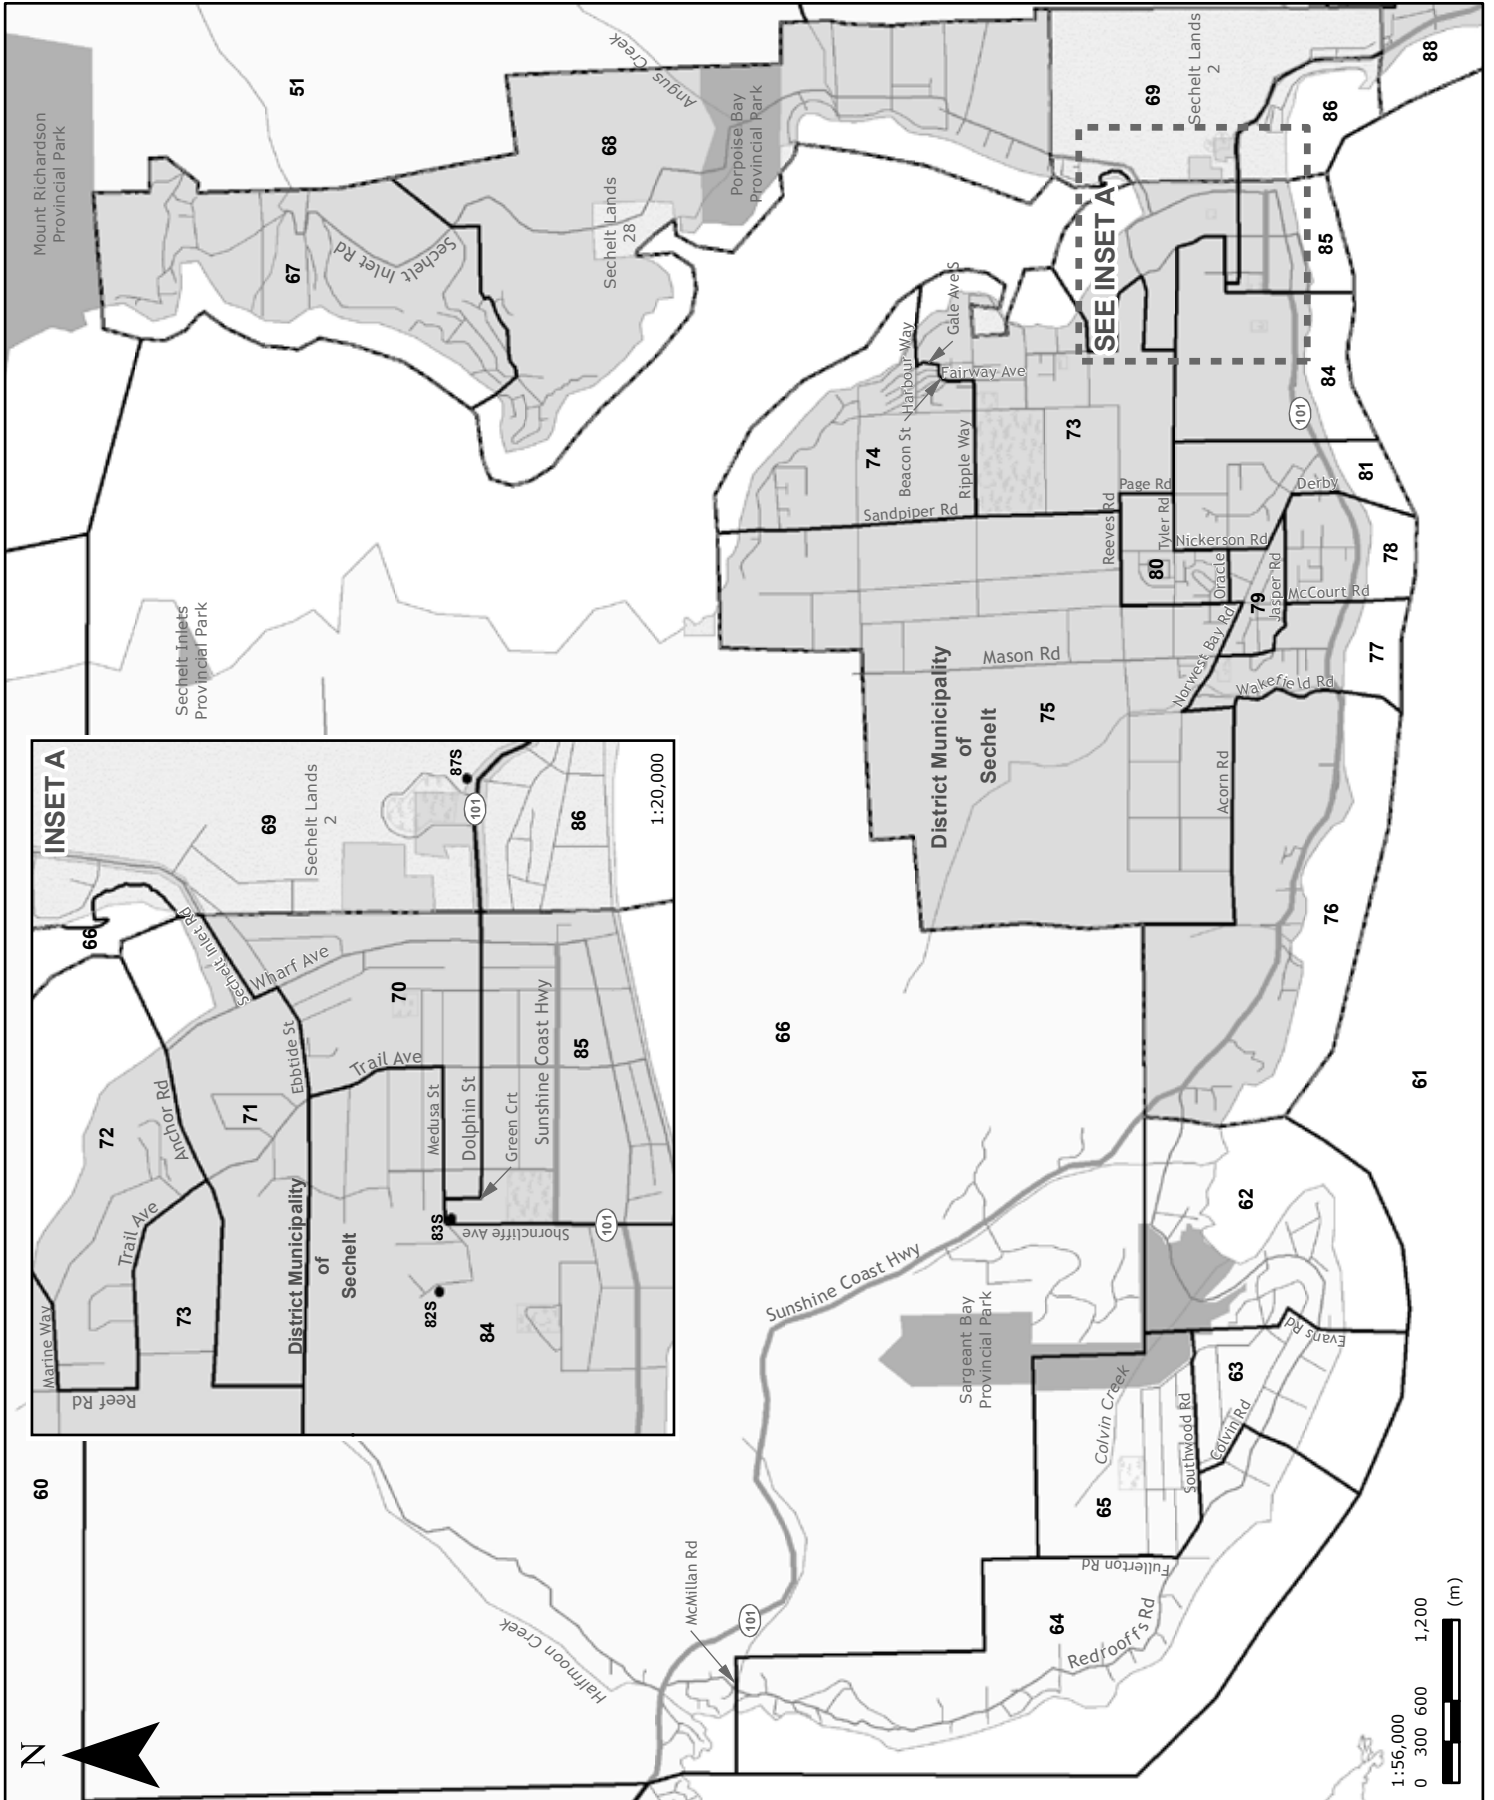 Mount Richardson
Provincial Park
51
67
Sechelt Inlet Rd
68
Sechelt Lands
28
Angus Creek
Porpoise Bay
Provincial Park
69
Sechelt Lands
2
88
86
85
84
SEE INSET A
101
81
78
77
Gale Ave S
Harbour Way
Fairway Ave
Beacon St
Ripple Way
74
73
Sandpiper Rd
Page Rd
Reeves Rd
Tyler Rd
Nickerson Rd
Derby
80
Oracle
79
Jasper Rd
McCourt Rd
Norwest Bay Rd
Wakefield Rd
Mason Rd
District Municipality
of
Sechelt
75
Acorn Rd
76
Sechelt Inlets
Provincial Park
66
61
62
Sunshine Coast Hwy
Sargeant Bay
Provincial Park
Colvin Creek
63
Evans Rd
Colvin Rd
Southwood Rd
65
Fullerton Rd
64
Redrooffs Rd
McMillan Rd
101
Halfmoon Creek
60
N
1:56,000
0 300 600 1,200
(m)
INSET A
69
Sechelt Lands
2
87S
101
86
1:20,000
66
Sechelt Inlet Rd
Wharf Ave
70
Ebbtide St
Trail Ave
Medusa St
Dolphin St
Green Crt
Sunshine Coast Hwy
85
72
Anchor Rd
71
Trail Ave
Marine Way
Reef Rd
73
District Municipality
of
Sechelt
83S
Shorncliffe Ave
101
82S
84